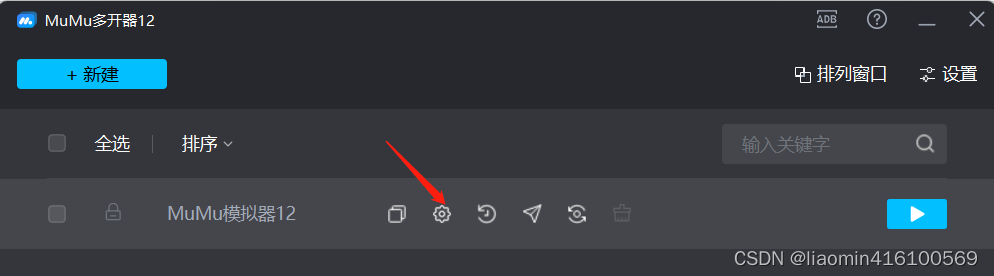 MuMu多开器12
ADB
+ 新建
排列窗口
设置
全选
排序
输入关键字
MuMu模拟器12
CSDN @liaomin416100569